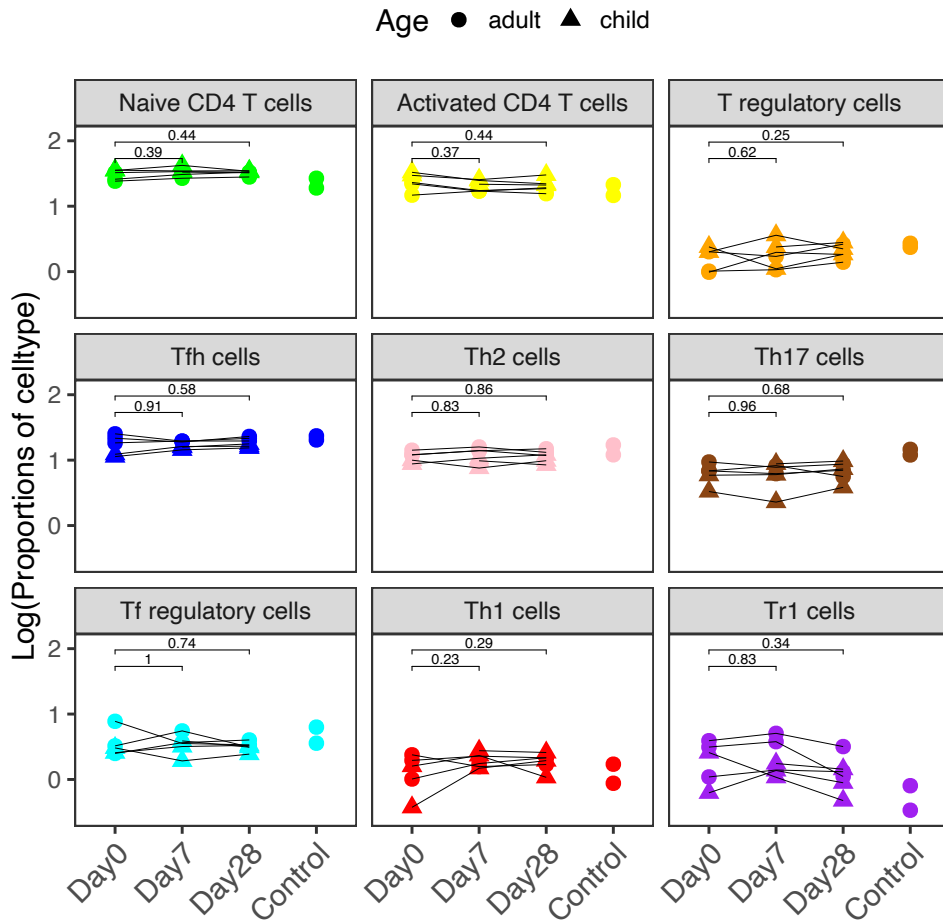 Age adult child
Naive CD4 T cells Activated CD4 T cells T regulatory cells
0.44 0.44 0.25
0.39 0.37 0.62
2
1
0
Tfh cells Th2 cells Th17 cells
0.58 0.86 0.68
0.91 0.83 0.96
2
1
0
Tf regulatory cells Th1 cells Tr1 cells
0.74 0.29 0.34
1 0.23 0.83
2
1
0
Log(Proportions of celltype)
Day0 Day7 Day28 Control Day0 Day7 Day28 Control Day0 Day7 Day28 Control